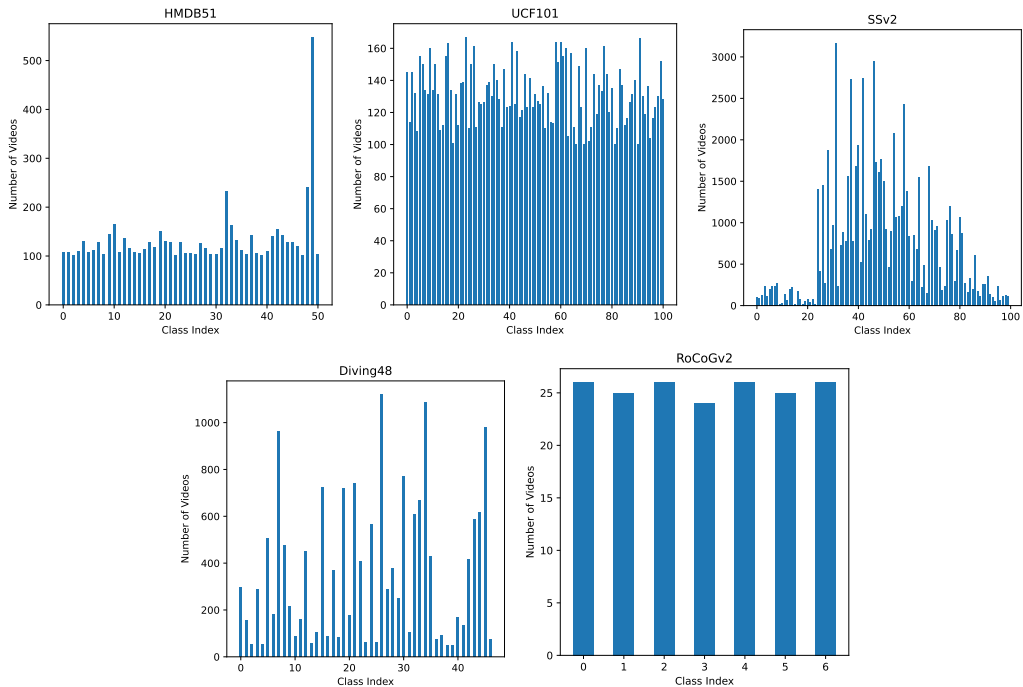 HMDB51
Number of Videos
500
400
300
200
100
0
0 10 20 30 40 50
Class Index
UCF101
Number of Videos
160
140
120
100
80
60
40
20
0
0 20 40 60 80 100
Class Index
SSv2
Number of Videos
3000
2500
2000
1500
1000
500
0
0 20 40 60 80 100
Class Index
Diving48
Number of Videos
1000
800
600
400
200
0
0 10 20 30 40
Class Index
RoCoGv2
Number of Videos
25
20
15
10
5
0
0 1 2 3 4 5 6
Class Index